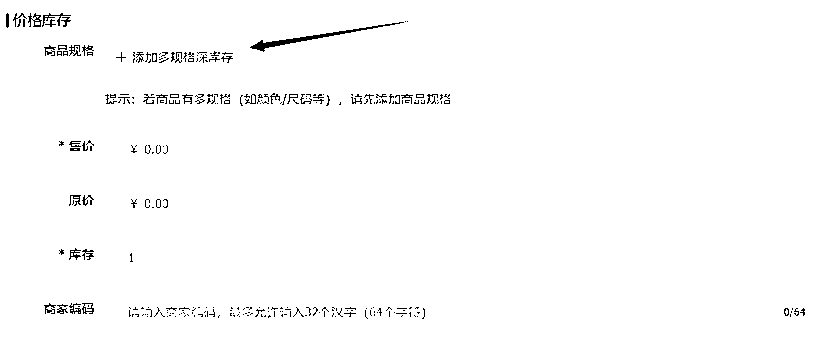 价格库存
商品规格 + 添加多规格深库存
提示：若商品有多规格（如颜色/尺码等），请先添加商品规格
* 售价 ¥ 0.00
原价 ¥ 0.00
* 库存 1
商家编码 请输入商家编码，最多允许输入32个汉字（64个字符） 0/64